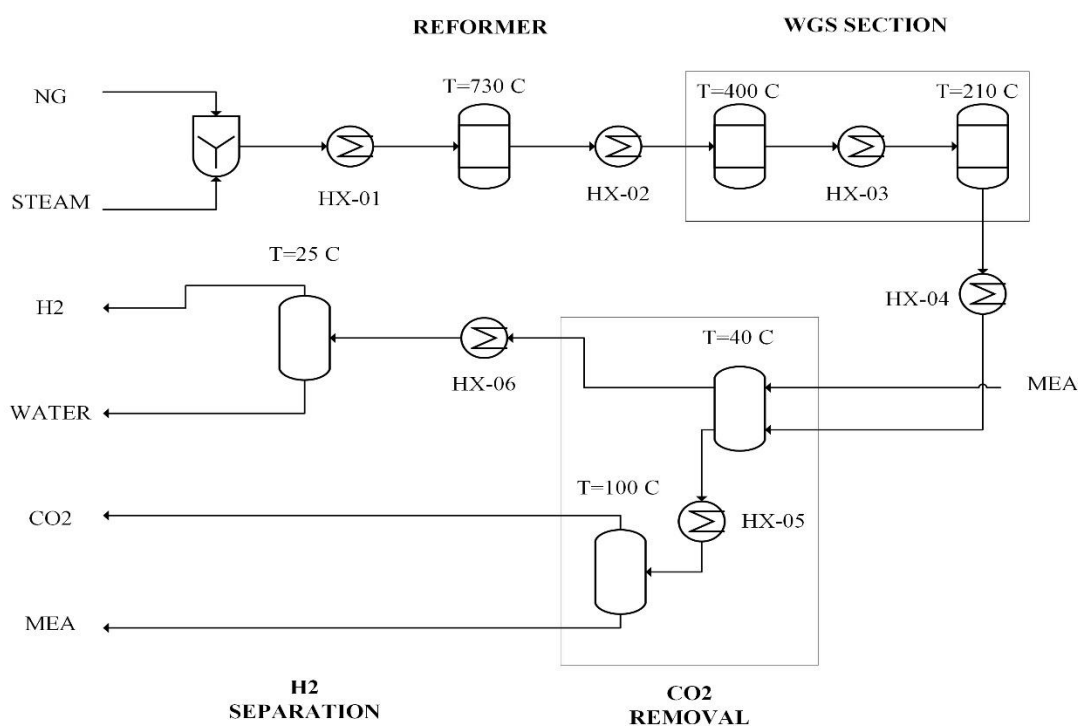 REFORMER
WGS SECTION
T=730 C
T=400 C
T=210 C
NG
STEAM
HX-01
HX-02
HX-03
T=25 C
H2
HX-04
T=40 C
HX-06
MEA
WATER
T=100 C
CO2
HX-05
MEA
H2
SEPARATION
CO2
REMOVAL